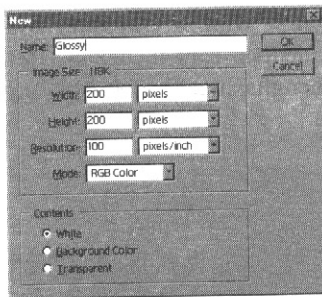 New
Name: Glossy
OK
Cancel
Image Size: 118K
Width: 200 pixels
Height: 200 pixels
Resolution: 100 pixels/inch
Mode: RGB Color
Contents
White
Background Color
Transparent